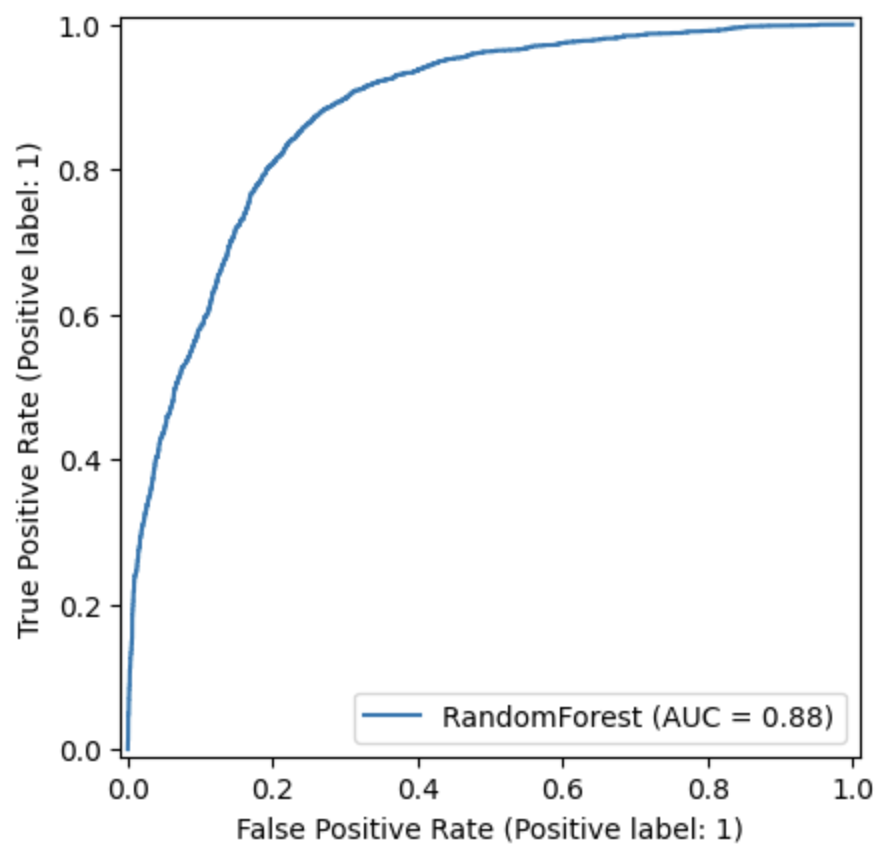 True Positive Rate (Positive label: 1)
1.0
0.8
0.6
0.4
0.2
0.0
RandomForest (AUC = 0.88)
0.0 0.2 0.4 0.6 0.8 1.0
False Positive Rate (Positive label: 1)